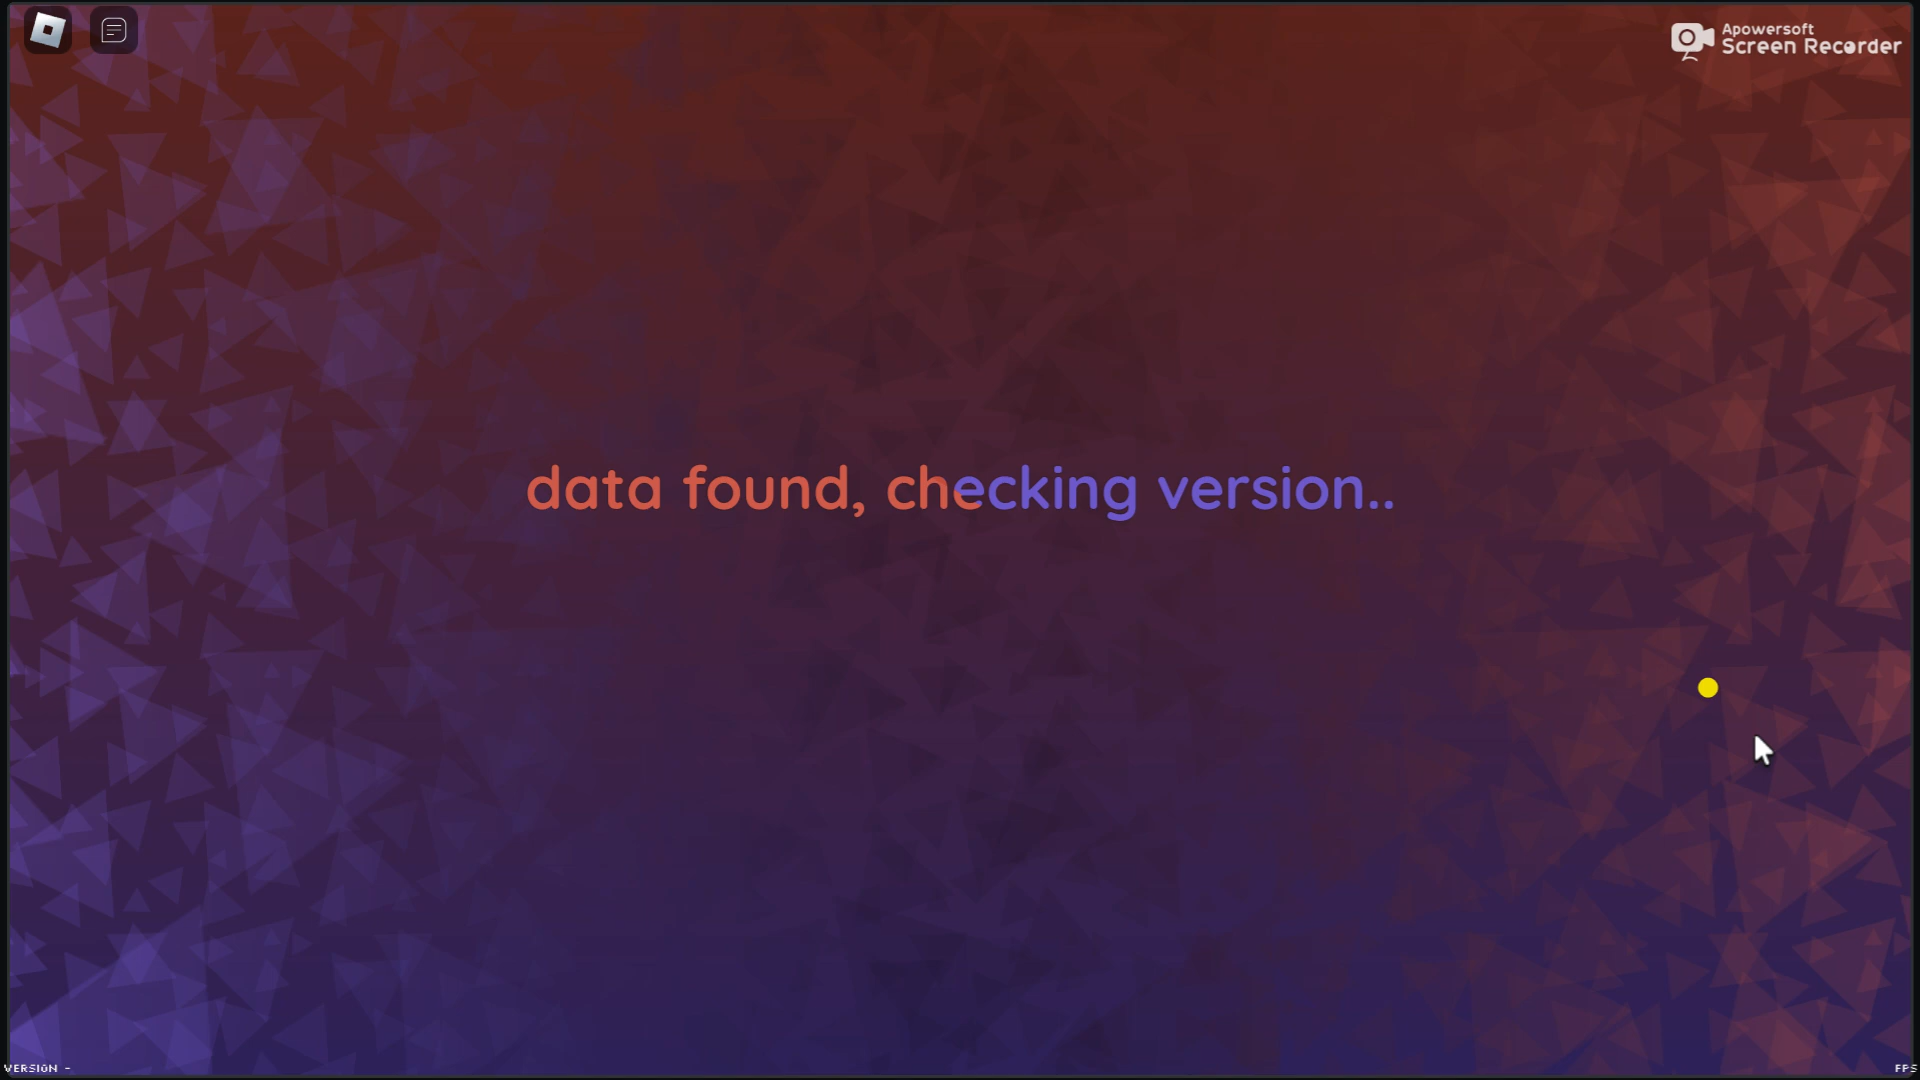 Apowersoft
Screen Recorder
data found, checking version..
VERSION -
FPS